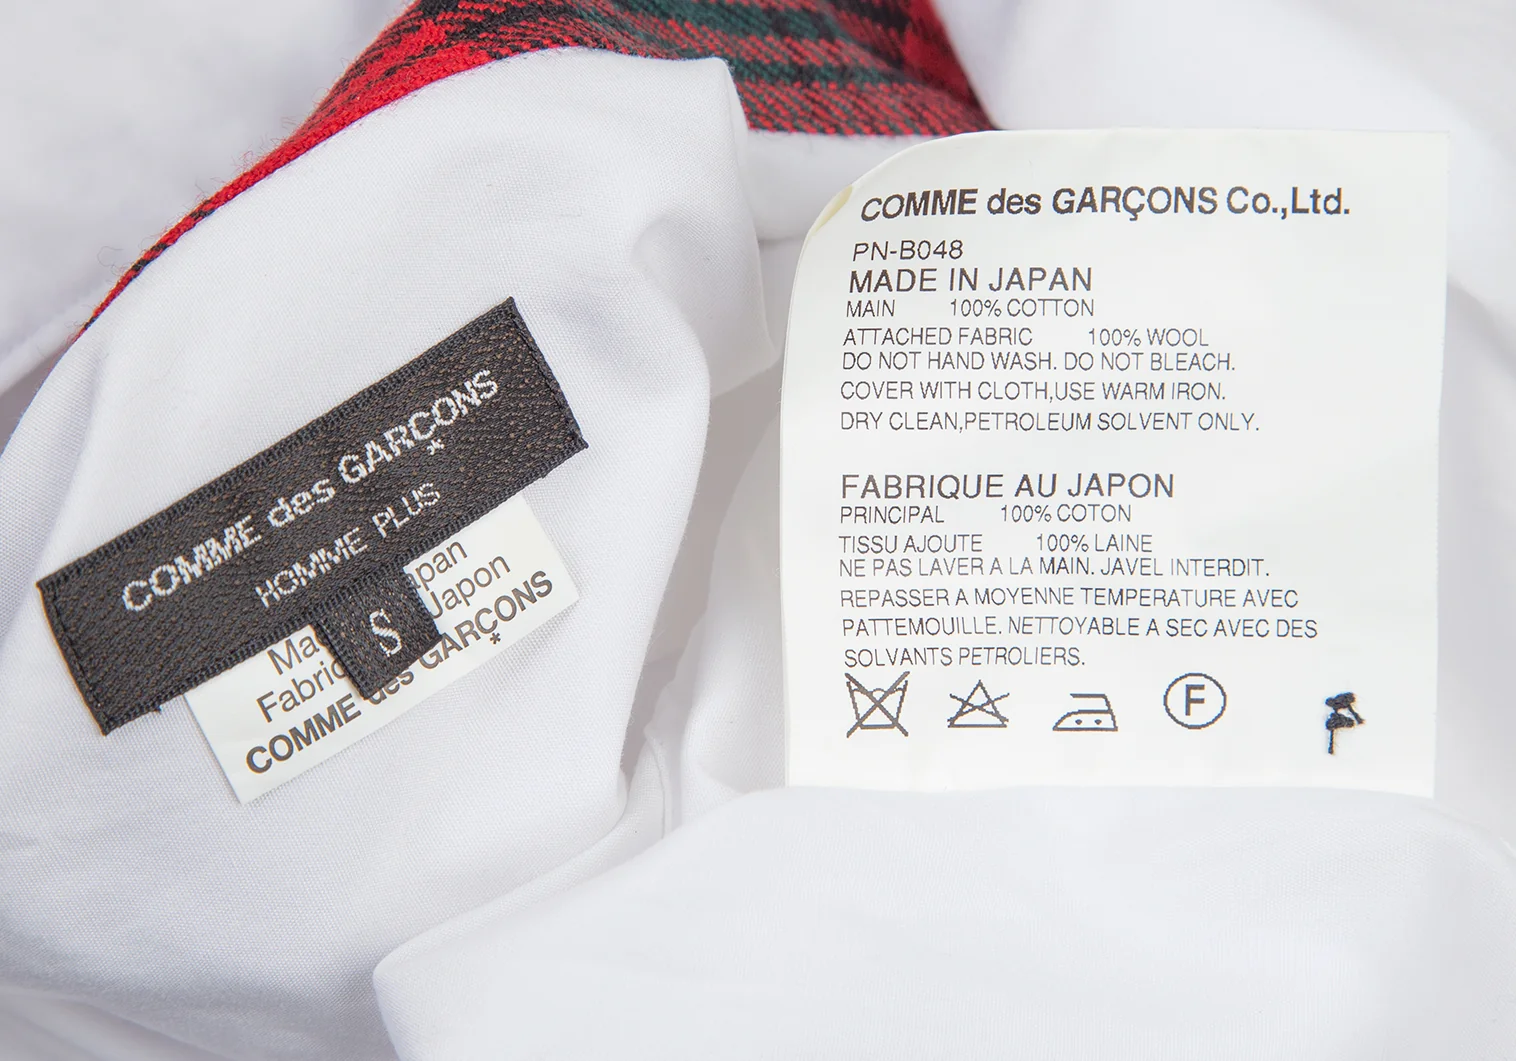 COMME des GARÇONS
*
HOMME PLUS
S
Japon
COMME des GARÇONS
*
COMME des GARÇONS Co.,Ltd.
PN-B048
MADE IN JAPAN
MAIN 100% COTTON
ATTACHED FABRIC 100% WOOL
DO NOT HAND WASH. DO NOT BLEACH.
COVER WITH CLOTH,USE WARM IRON.
DRY CLEAN,PETROLEUM SOLVENT ONLY.
FABRIQUE AU JAPON
PRINCIPAL 100% COTON
TISSU AJOUTE 100% LAINE
NE PAS LAVER A LA MAIN. JAVEL INTERDIT.
REPASSER A MOYENNE TEMPERATURE AVEC
PATTEMOUILLE. NETTOYABLE A SEC AVEC DES
SOLVANTS PETROLIERS.
F